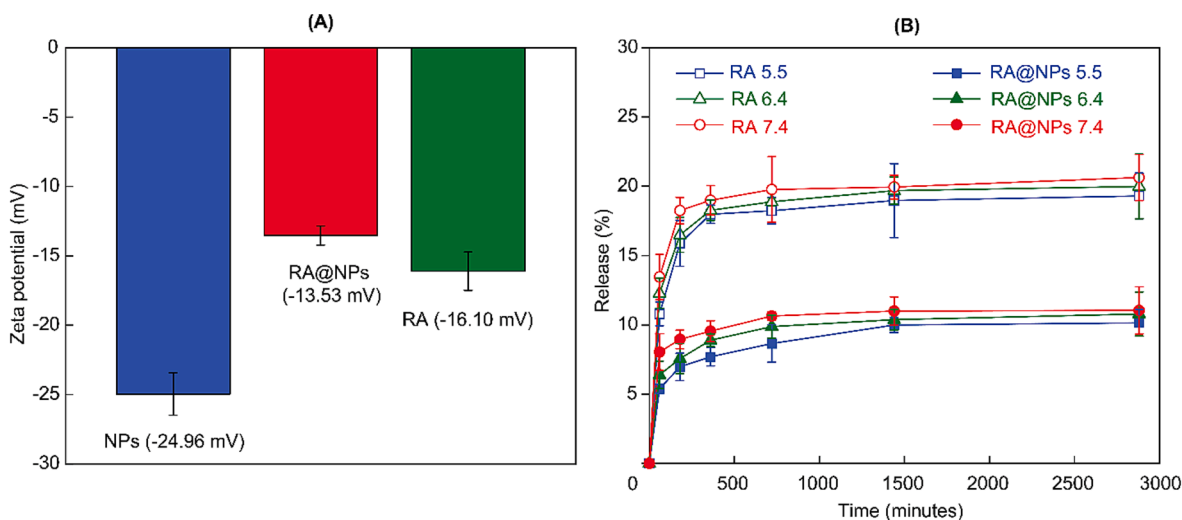 (A)
0
-5
-10
-15
-20
-25
-30
Zeta potential (mV)
NPs (-24.96 mV)
RA@NPs
(-13.53 mV)
RA (-16.10 mV)
(B)
30
25
20
15
10
5
Release (%)
RA 5.5
RA 6.4
RA 7.4
RA@NPs 5.5
RA@NPs 6.4
RA@NPs 7.4
0 500 1000 1500 2000 2500 3000
Time (minutes)